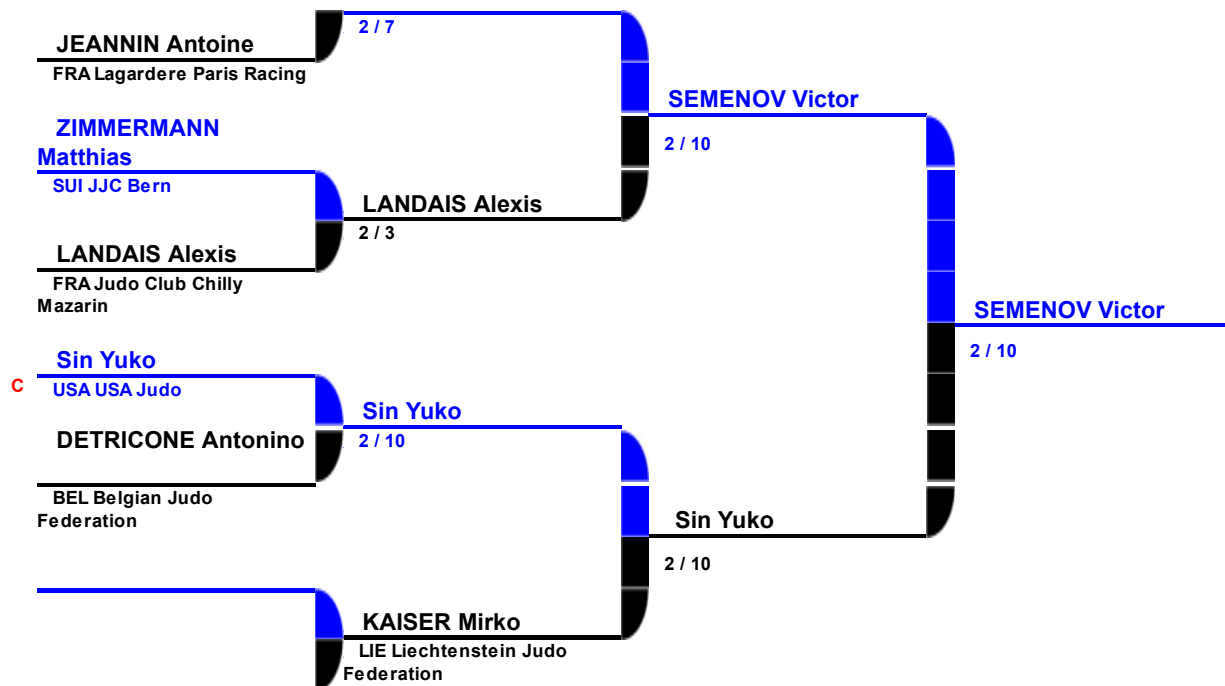 2 / 7
JEANNIN Antoine
FRA Lagardere Paris Racing
SEMENOV Victor
2 / 10
ZIMMERMANN
Matthias
SUI JJC Bern
LANDAIS Alexis
2 / 3
LANDAIS Alexis
FRA Judo Club Chilly
Mazarin
SEMENOV Victor
2 / 10
Sin Yuko
C
USA USA Judo
Sin Yuko
2 / 10
DETRICONE Antonino
BEL Belgian Judo
Federation
Sin Yuko
2 / 10
KAISER Mirko
LIE Liechtenstein Judo
Federation